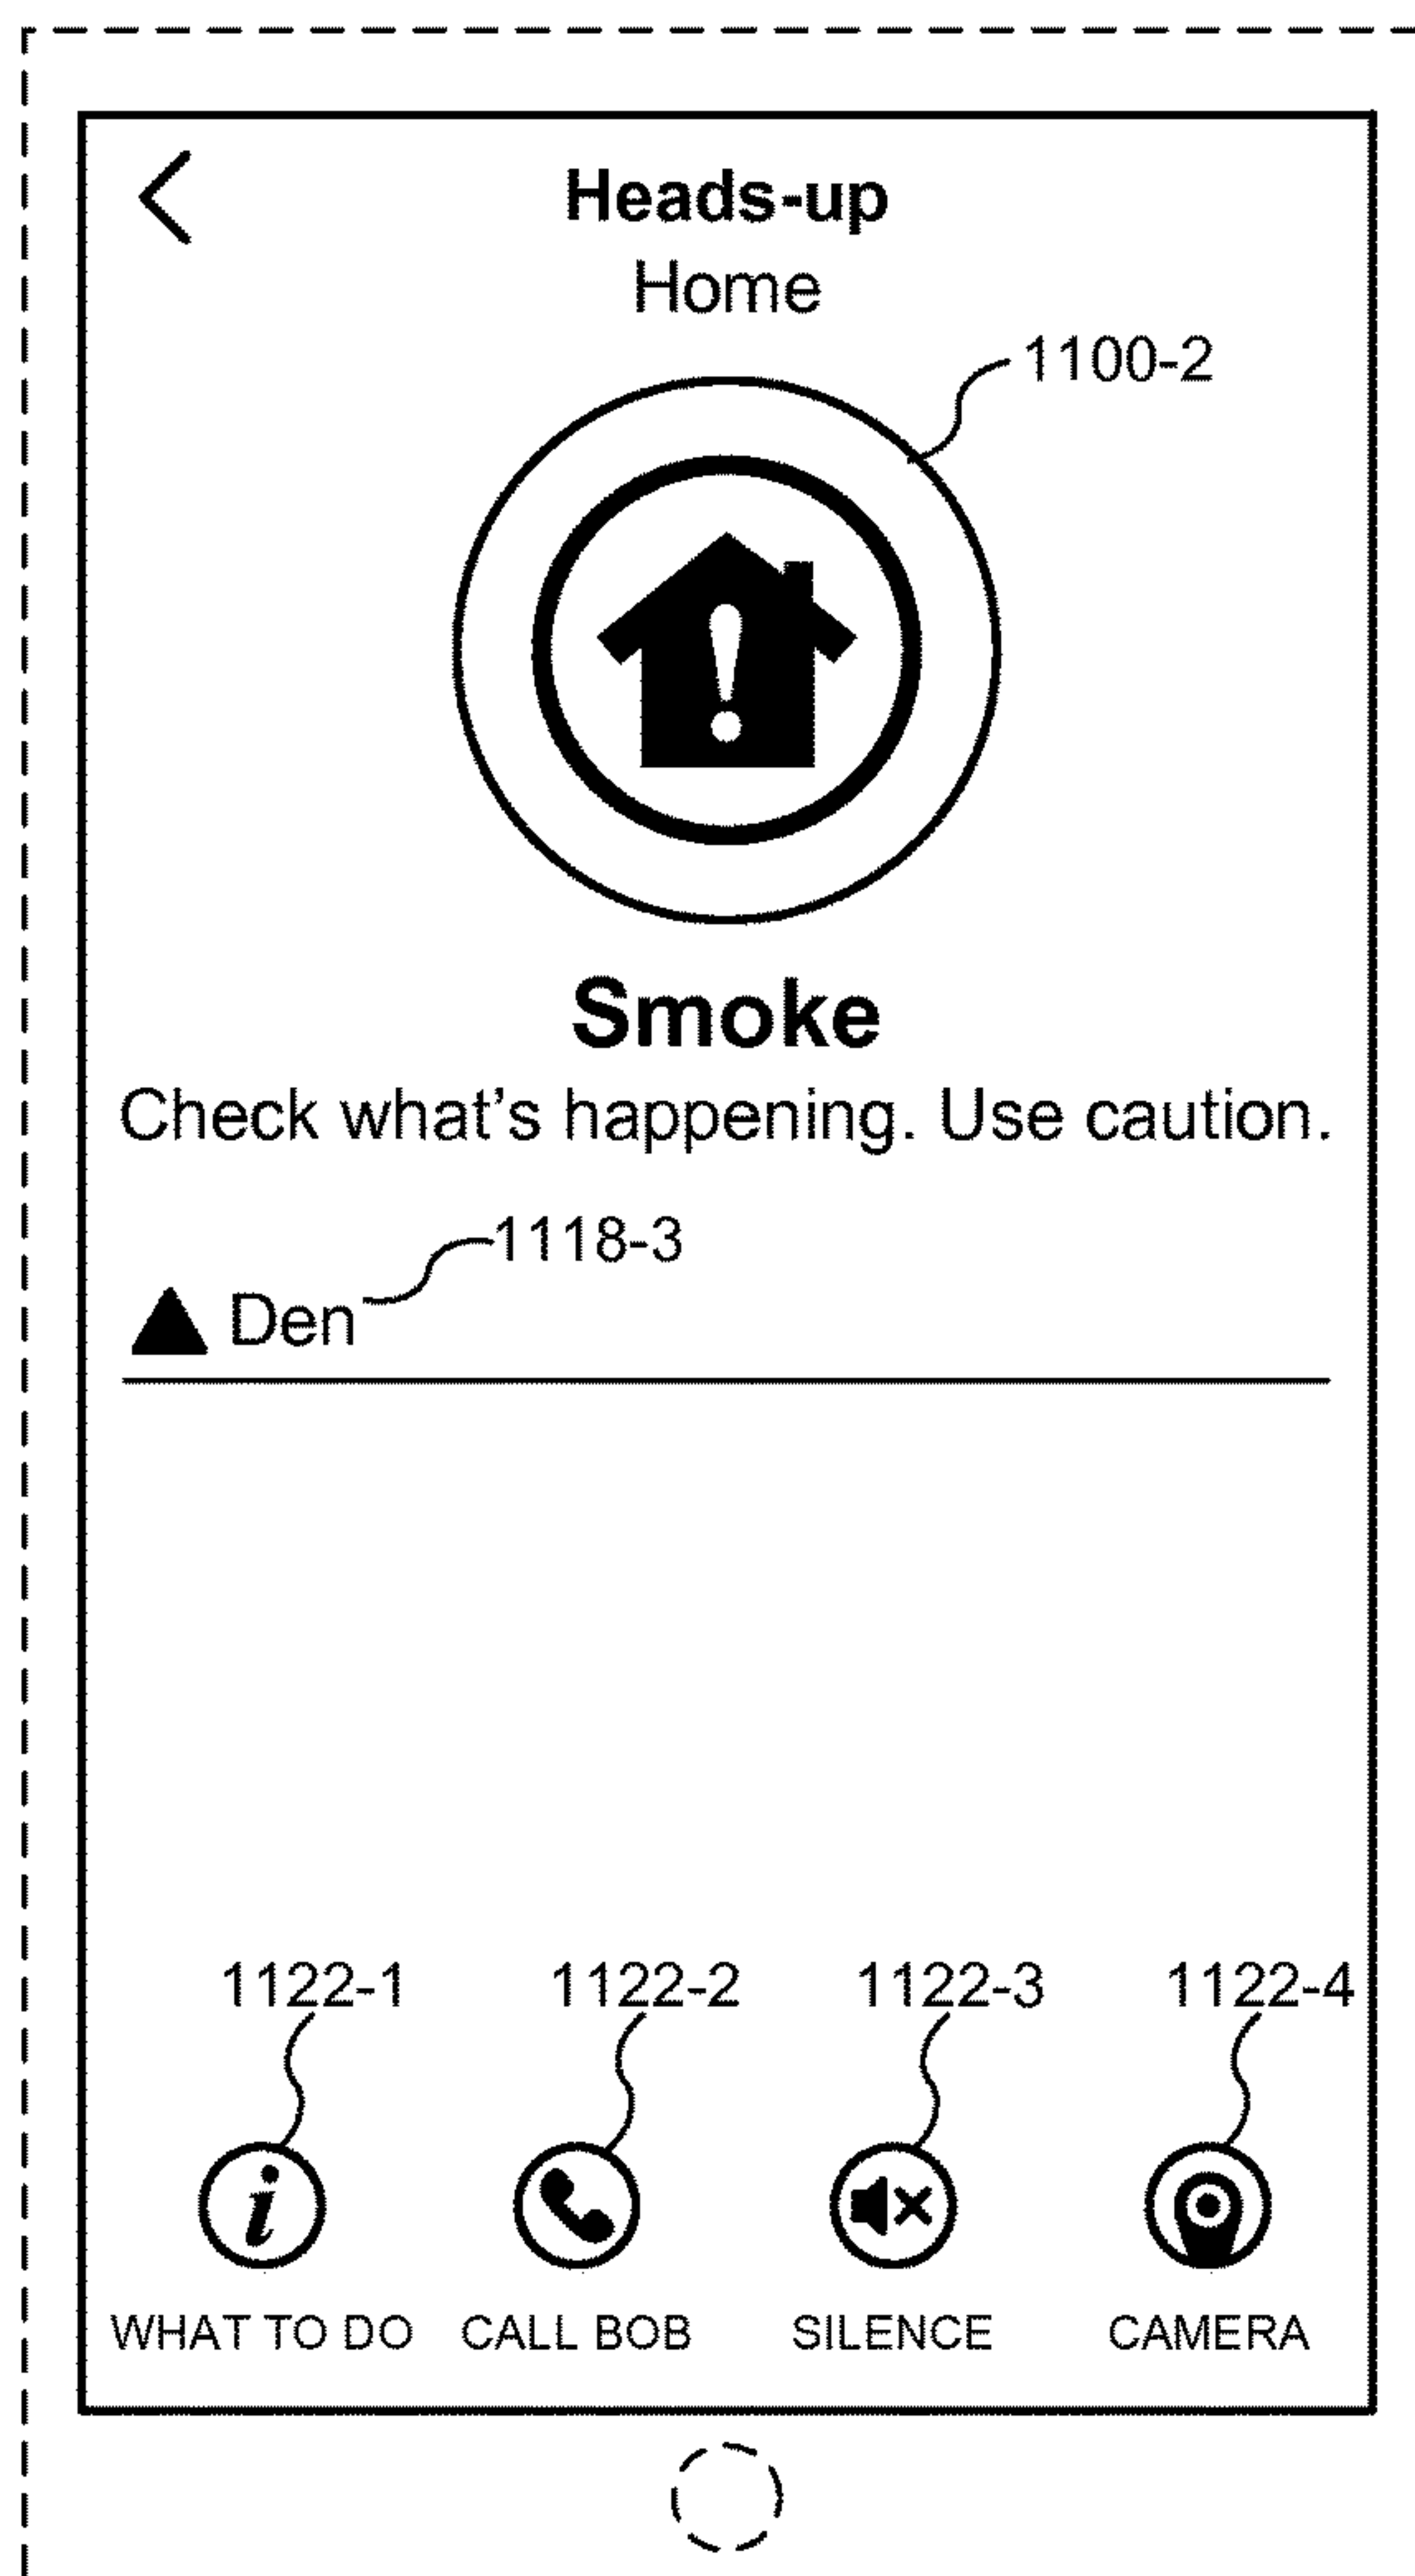 Heads-up
Home
1100-2
Smoke
Check what's happening. Use caution.
1118-3
Den
1122-1 1122-2 1122-3 1122-4
WHAT TO DO CALL BOB SILENCE CAMERA